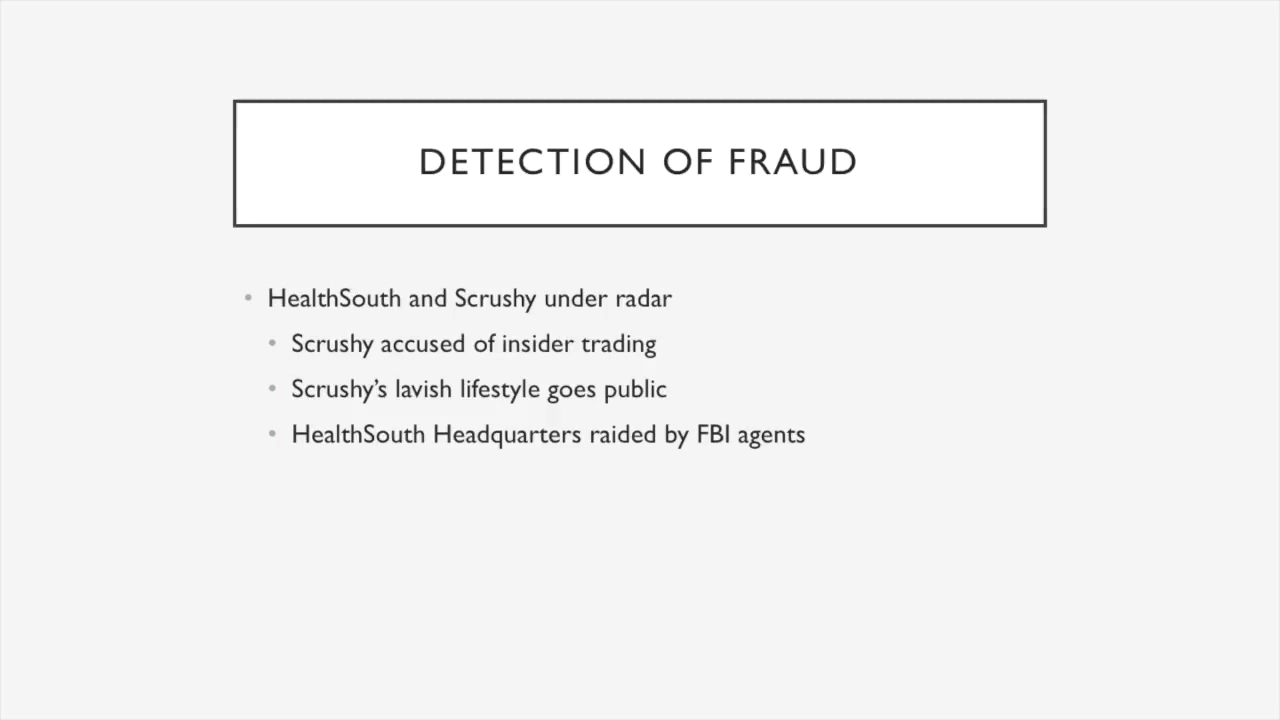 DETECTION OF FRAUD
• HealthSouth and Scrushy under radar
• Scrushy accused of insider trading
• Scrushy’s lavish lifestyle goes public
• HealthSouth Headquarters raided by FBI agents